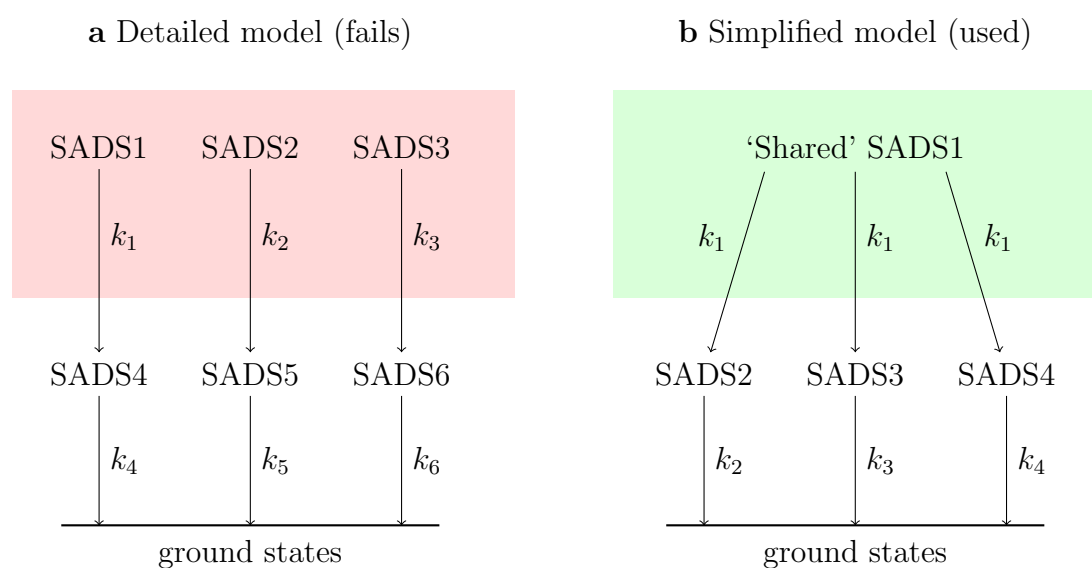 a Detailed model (fails)
SADS1 SADS2 SADS3
k₁ k₂ k₃
SADS4 SADS5 SADS6
k₄ k₅ k₆
ground states
b Simplified model (used)
‘Shared’ SADS1
k₁ k₁ k₁
SADS2 SADS3 SADS4
k₂ k₃ k₄
ground states